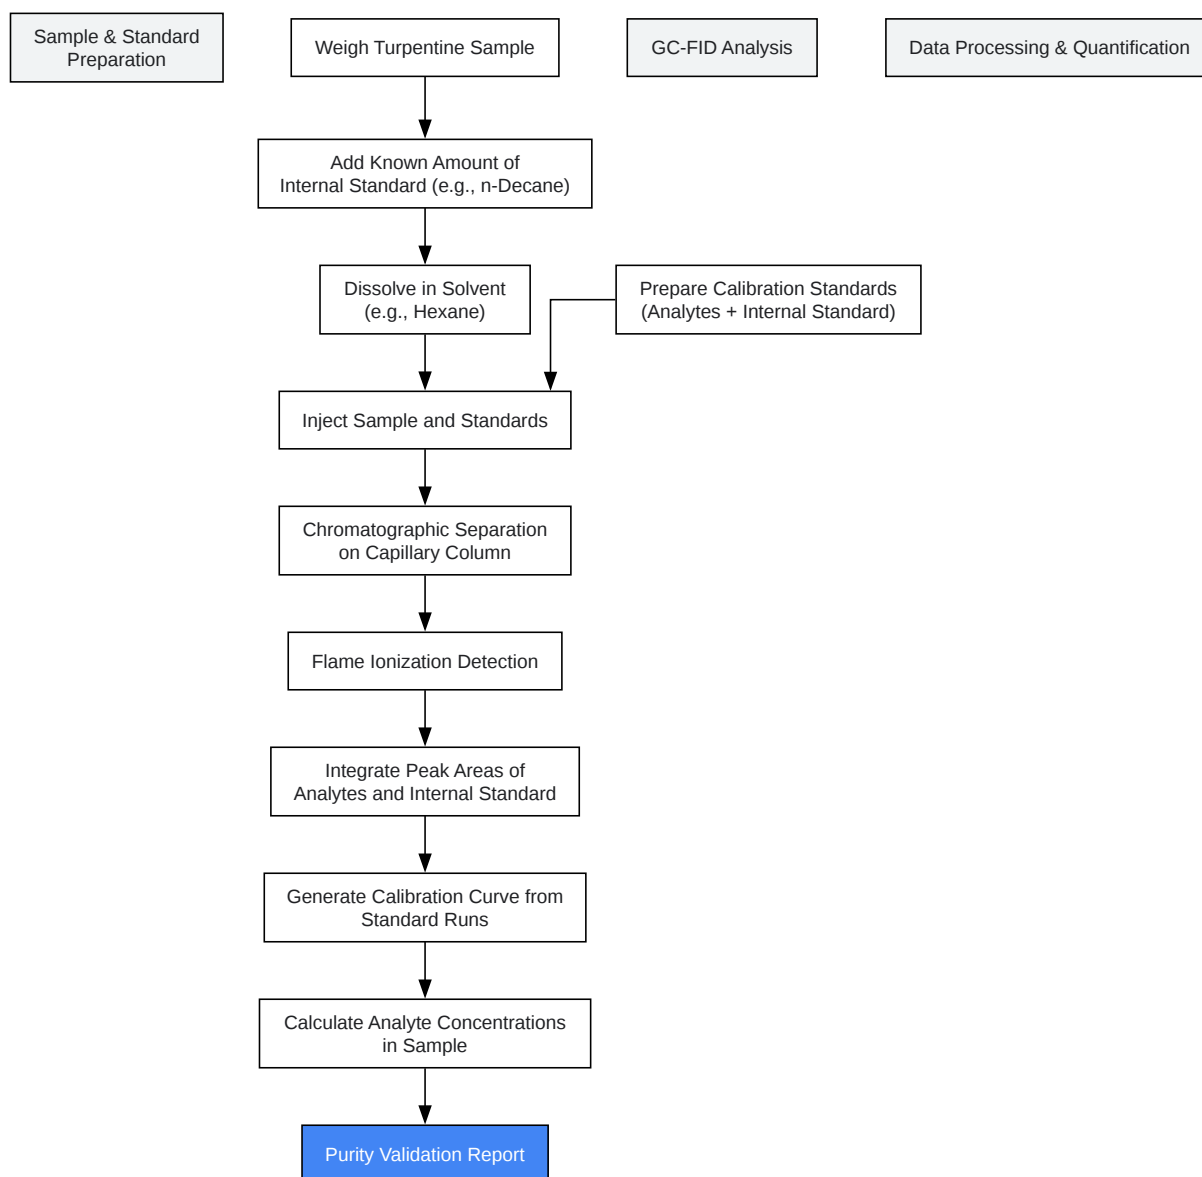 Sample & Standard
Preparation
Weigh Turpentine Sample
GC-FID Analysis
Data Processing & Quantification
Add Known Amount of
Internal Standard (e.g., n-Decane)
Dissolve in Solvent
(e.g., Hexane)
Prepare Calibration Standards
(Analytes + Internal Standard)
Inject Sample and Standards
Chromatographic Separation
on Capillary Column
Flame Ionization Detection
Integrate Peak Areas of
Analytes and Internal Standard
Generate Calibration Curve from
Standard Runs
Calculate Analyte Concentrations
in Sample
Purity Validation Report